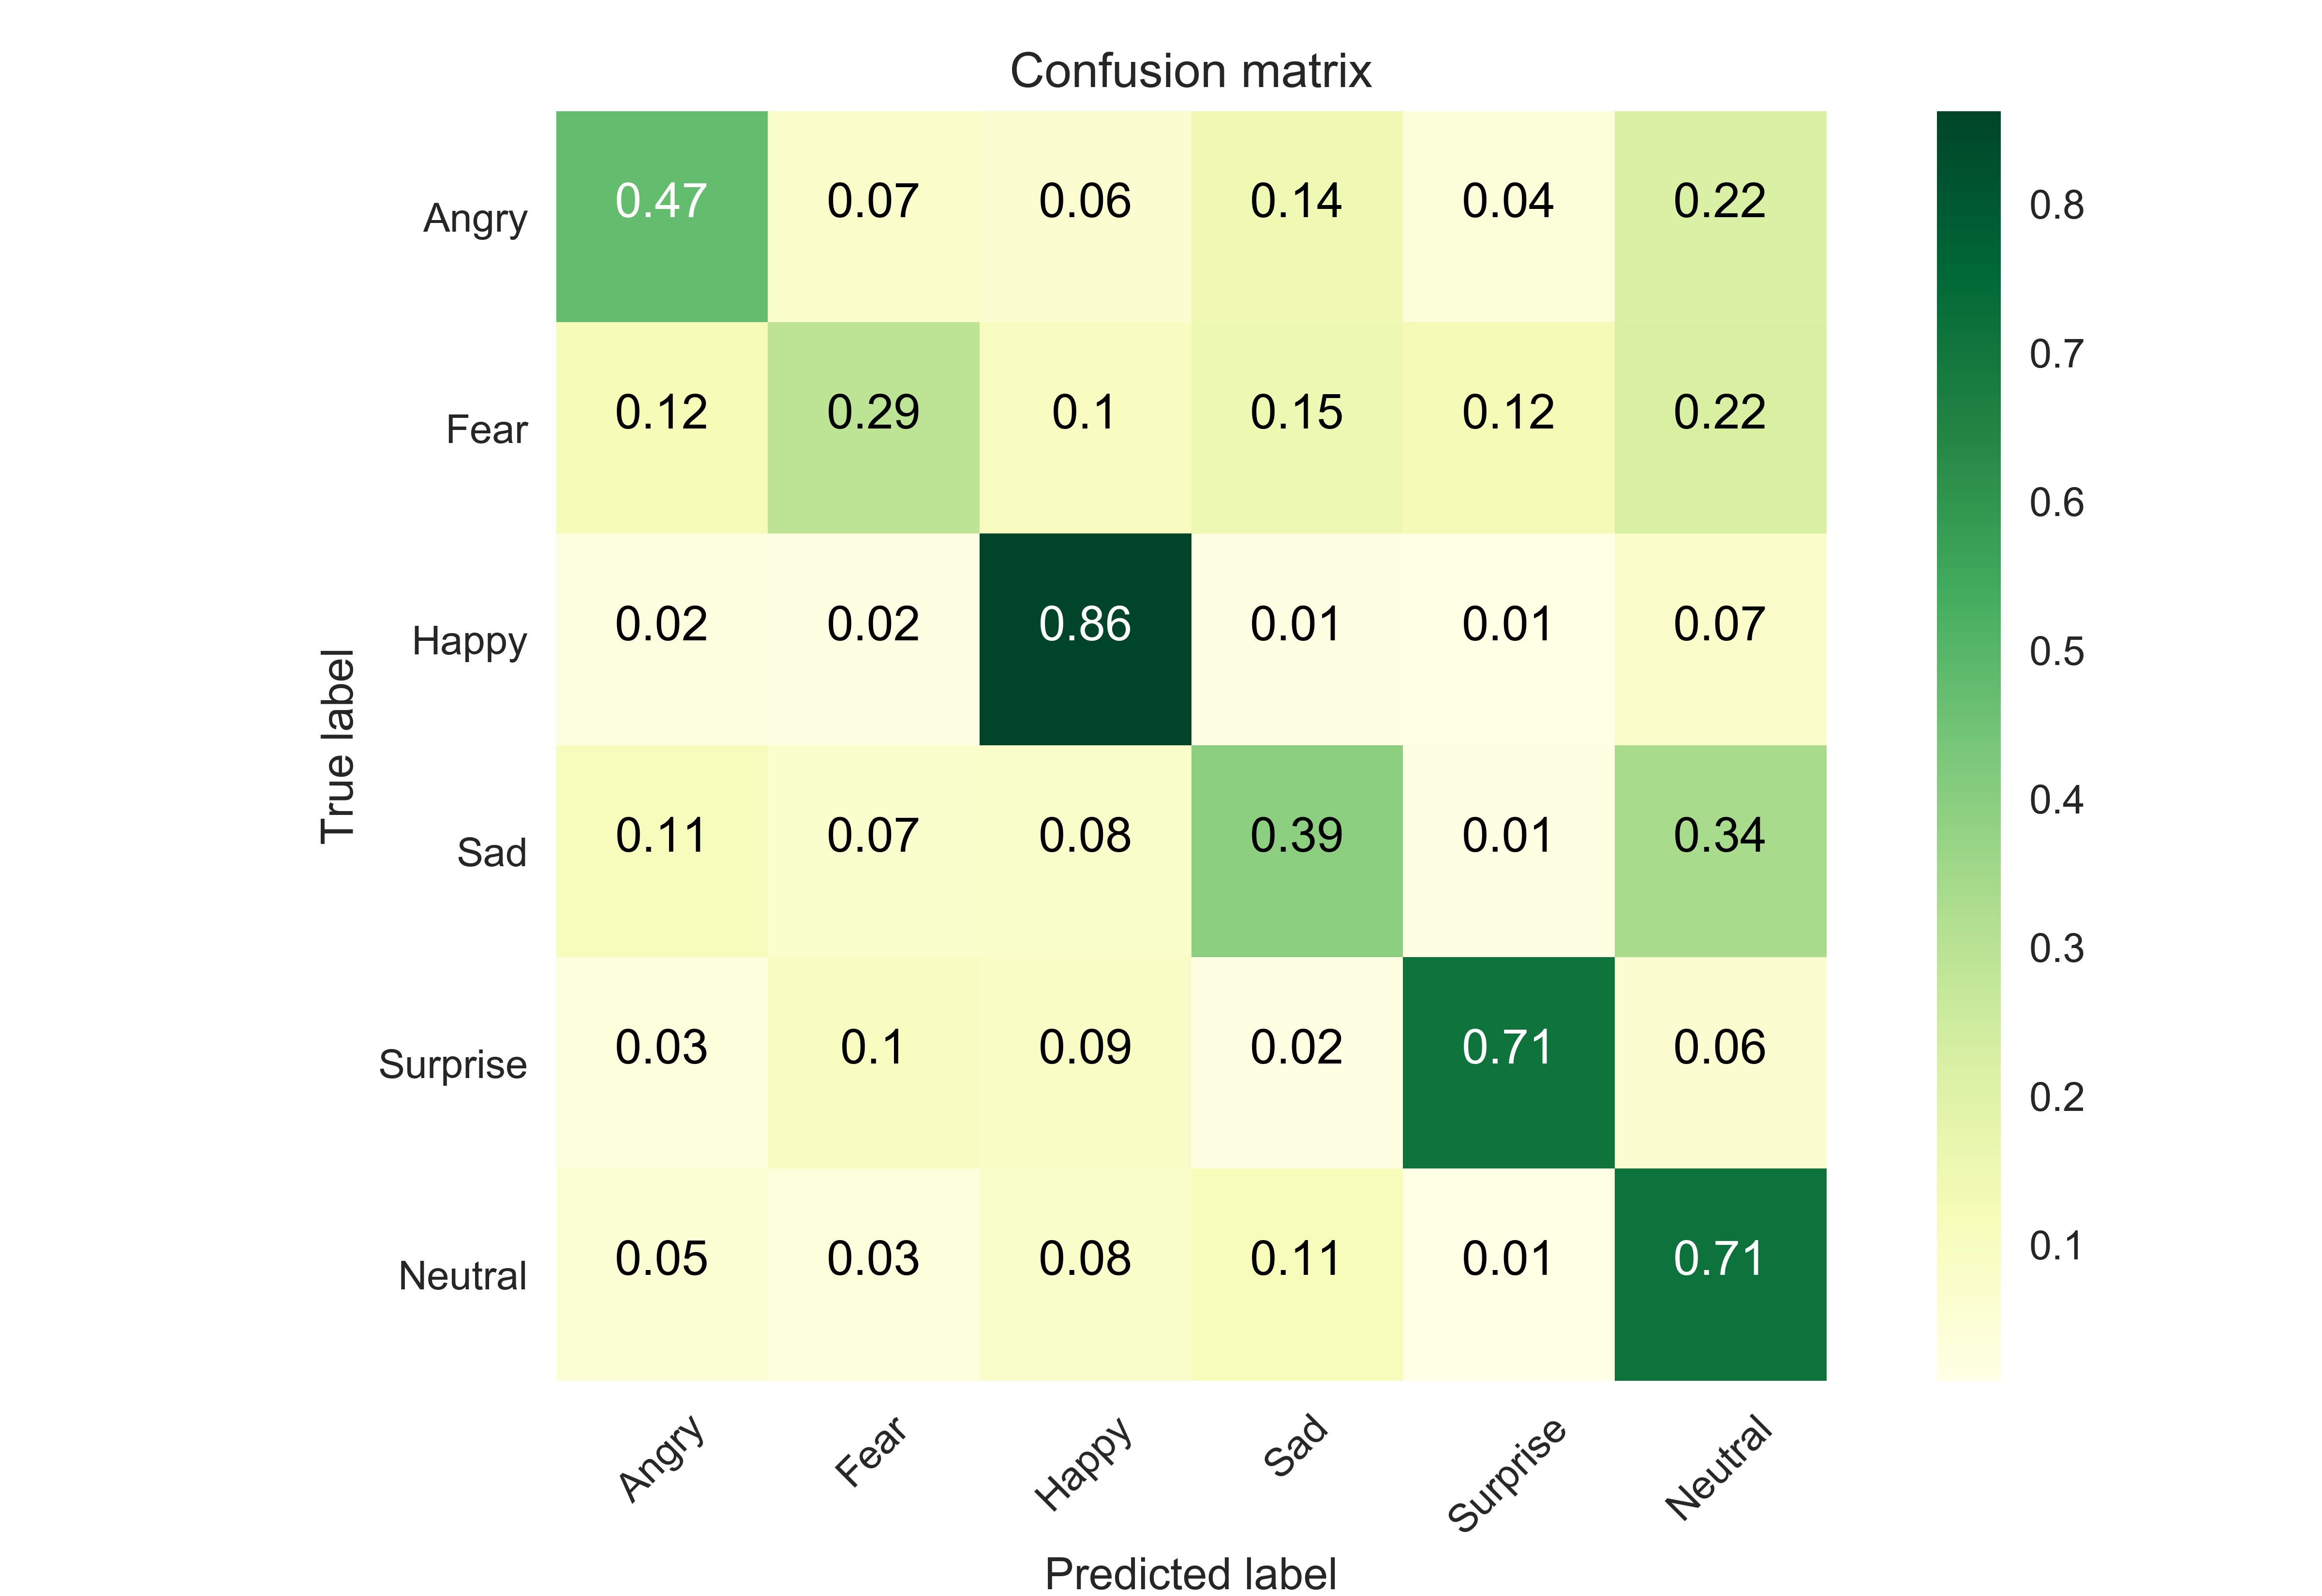 Confusion matrix
Angry 0.47 0.07 0.06 0.14 0.04 0.22
Fear 0.12 0.29 0.1 0.15 0.12 0.22
Happy 0.02 0.02 0.86 0.01 0.01 0.07
Sad 0.11 0.07 0.08 0.39 0.01 0.34
Surprise 0.03 0.1 0.09 0.02 0.71 0.06
Neutral 0.05 0.03 0.08 0.11 0.01 0.71
True label
Angry Fear Happy Sad Surprise Neutral
Predicted label
0.8
0.7
0.6
0.5
0.4
0.3
0.2
0.1